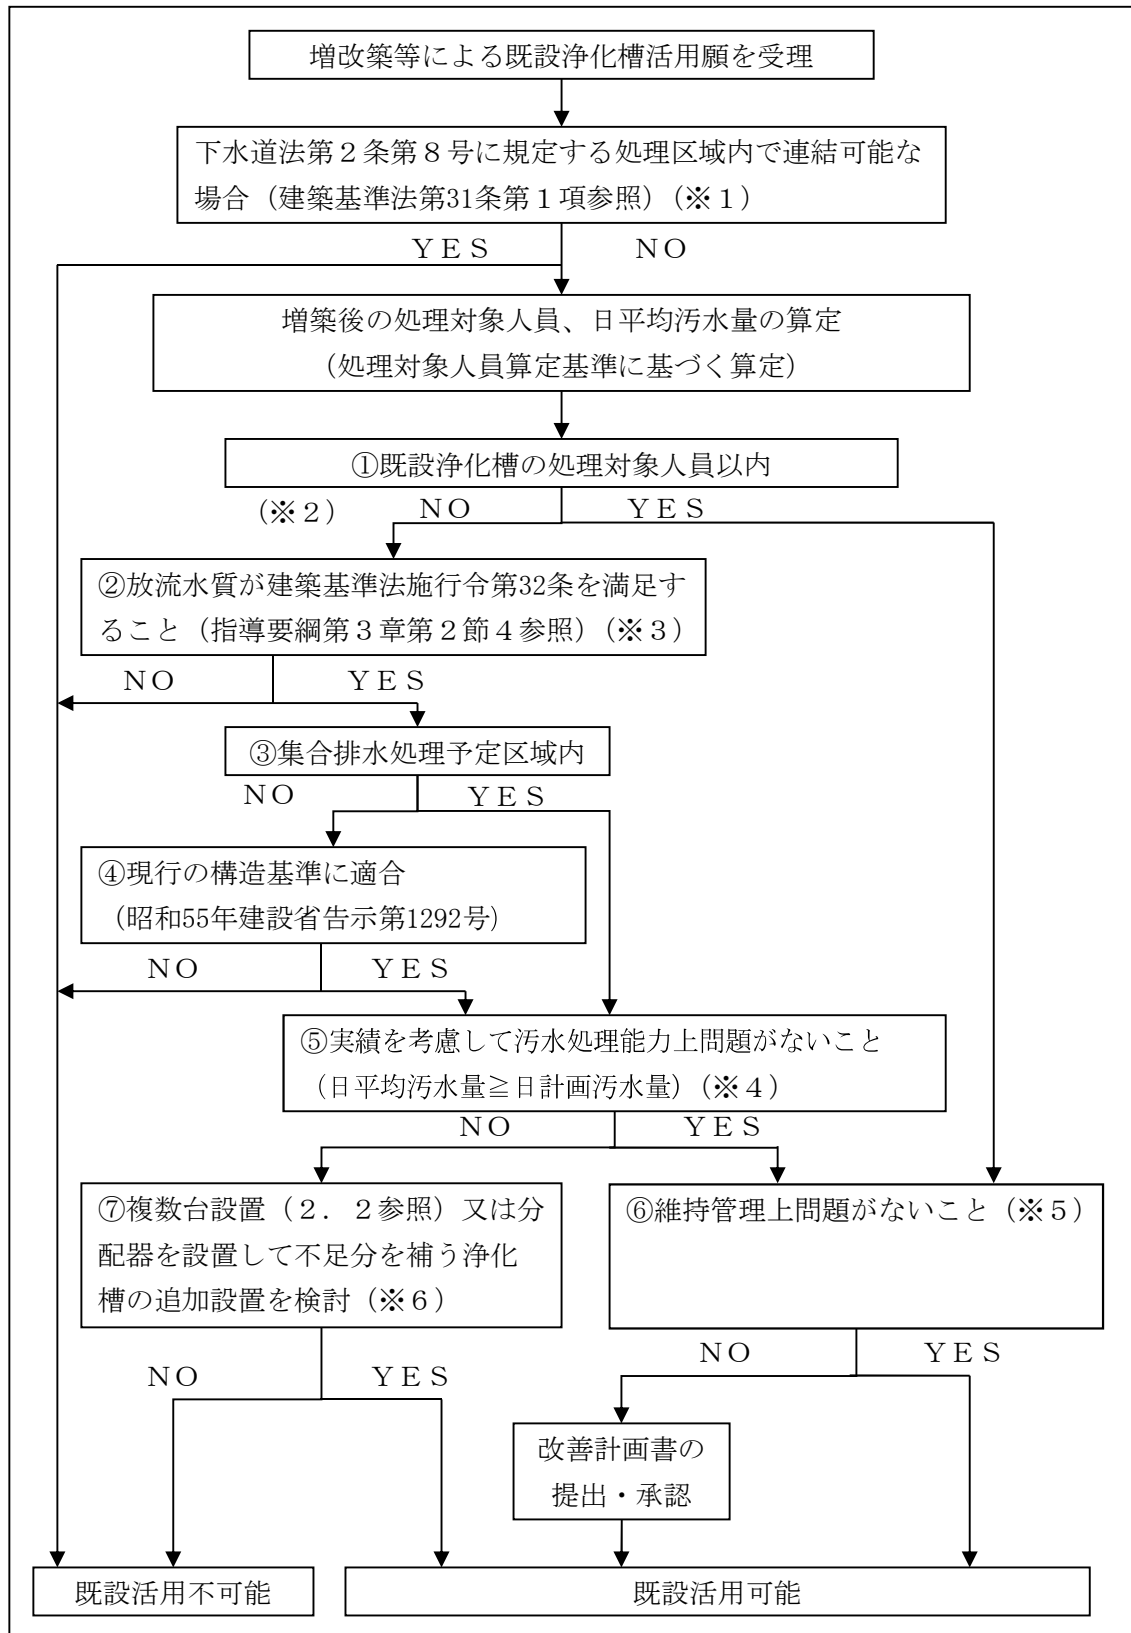 増改築等による既設浄化槽活用願を受理
下水道法第２条第８号に規定する処理区域内で連結可能な
場合（建築基準法第31条第１項参照）（※１）
ＹＥＳ ＮＯ
増築後の処理対象人員、日平均汚水量の算定
（処理対象人員算定基準に基づく算定）
①既設浄化槽の処理対象人員以内
（※２） ＮＯ ＹＥＳ
②放流水質が建築基準法施行令第32条を満足す
ること（指導要綱第３章第２節４参照）（※３）
ＮＯ ＹＥＳ
③集合排水処理予定区域内
ＮＯ ＹＥＳ
④現行の構造基準に適合
（昭和55年建設省告示第1292号）
ＮＯ ＹＥＳ
⑤実績を考慮して汚水処理能力上問題がないこと
（日平均汚水量≧日計画汚水量）（※４）
ＮＯ ＹＥＳ
⑦複数台設置（２．２参照）又は分
配器を設置して不足分を補う浄化
槽の追加設置を検討（※６）
⑥維持管理上問題がないこと（※５）
ＮＯ ＹＥＳ
ＮＯ ＹＥＳ
改善計画書の
提出・承認
既設活用不可能
既設活用可能